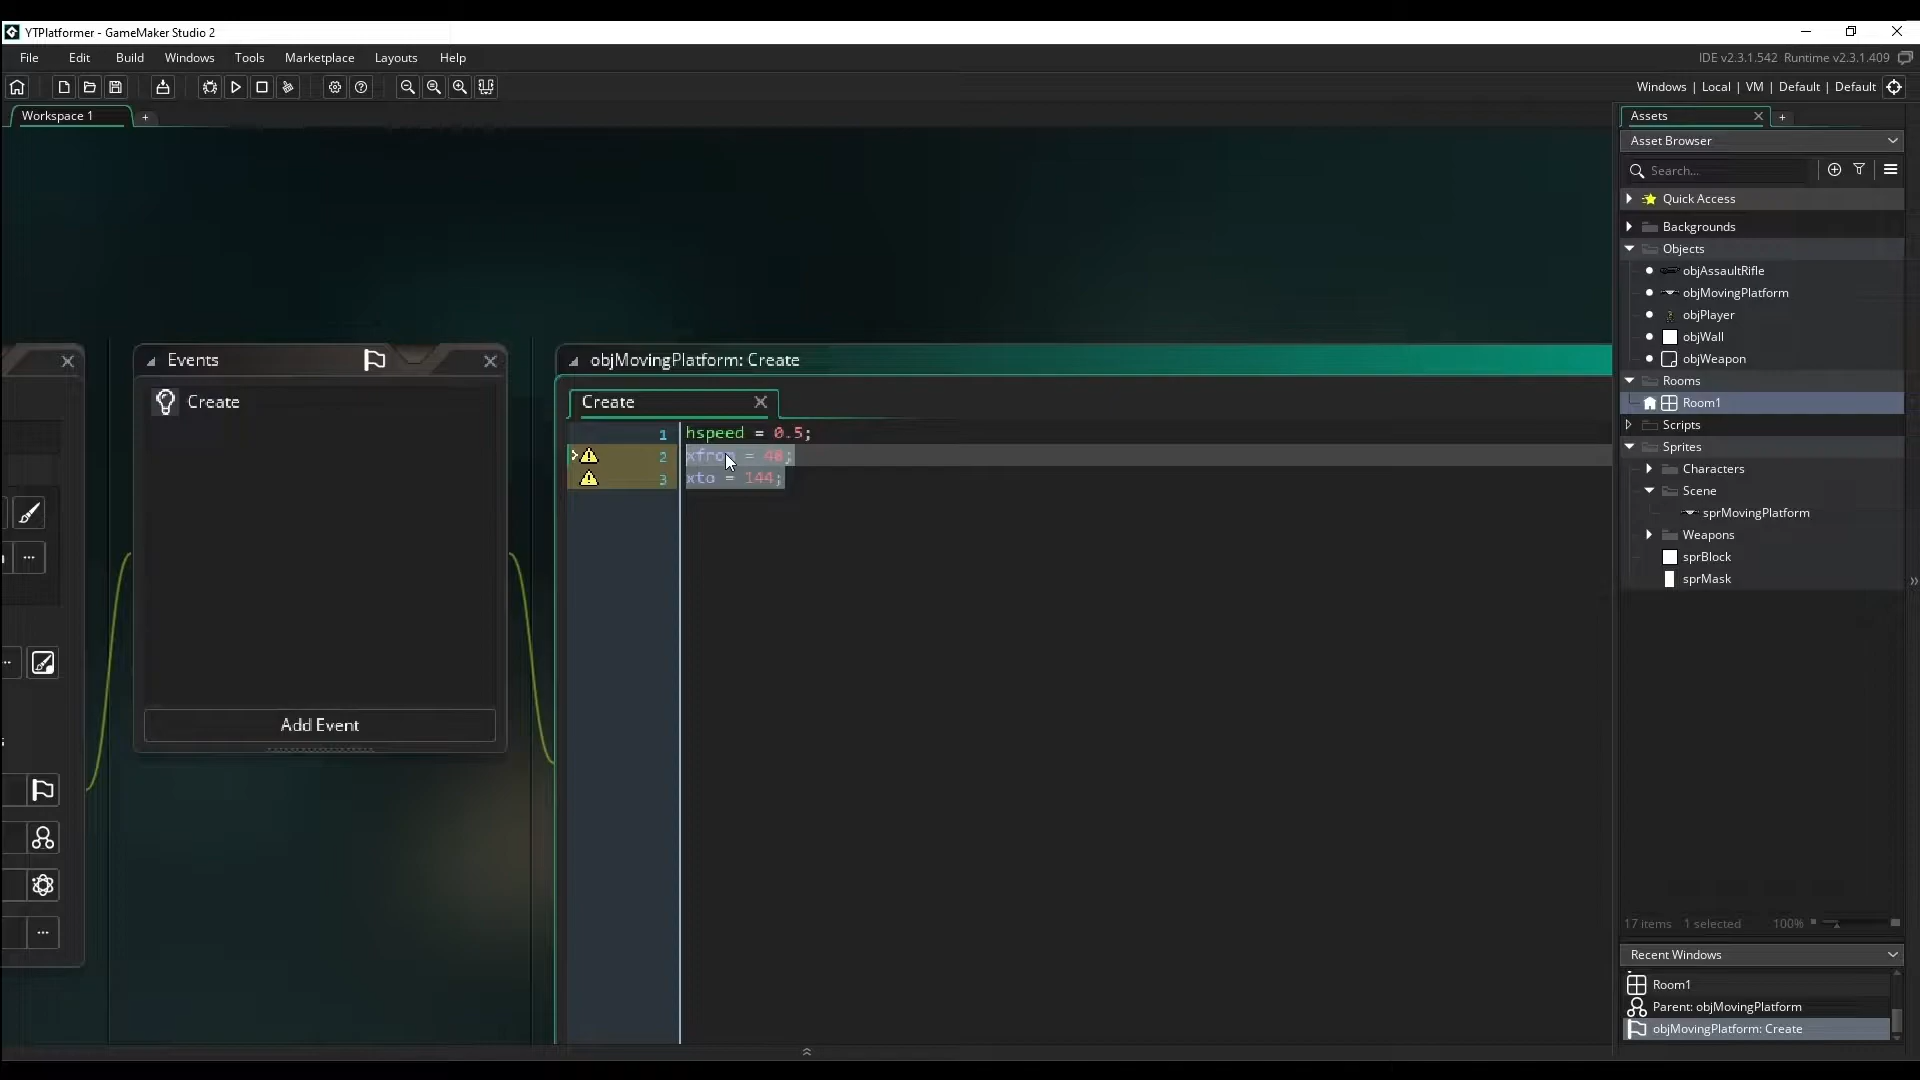 YTPlatformer - GameMaker Studio 2
File Edit Build Windows Tools Marketplace Layouts Help
IDE v2.3.1.542 Runtime v2.3.1.409
Windows | Local | VM | Default | Default
Workspace 1
+
Assets
+
Asset Browser
Search...
Quick Access
Backgrounds
Objects
objAssaultRifle
objMovingPlatform
objPlayer
objWall
objWeapon
Rooms
Room1
Scripts
Sprites
Characters
Scene
sprMovingPlatform
Weapons
sprBlock
sprMask
17 items 1 selected 100%
Recent Windows
Room1
Parent: objMovingPlatform
objMovingPlatform: Create
Events
Create
Add Event
objMovingPlatform: Create
Create
1 hspeed = 0.5;
2 xfrom = 48;
3 xto = 144;